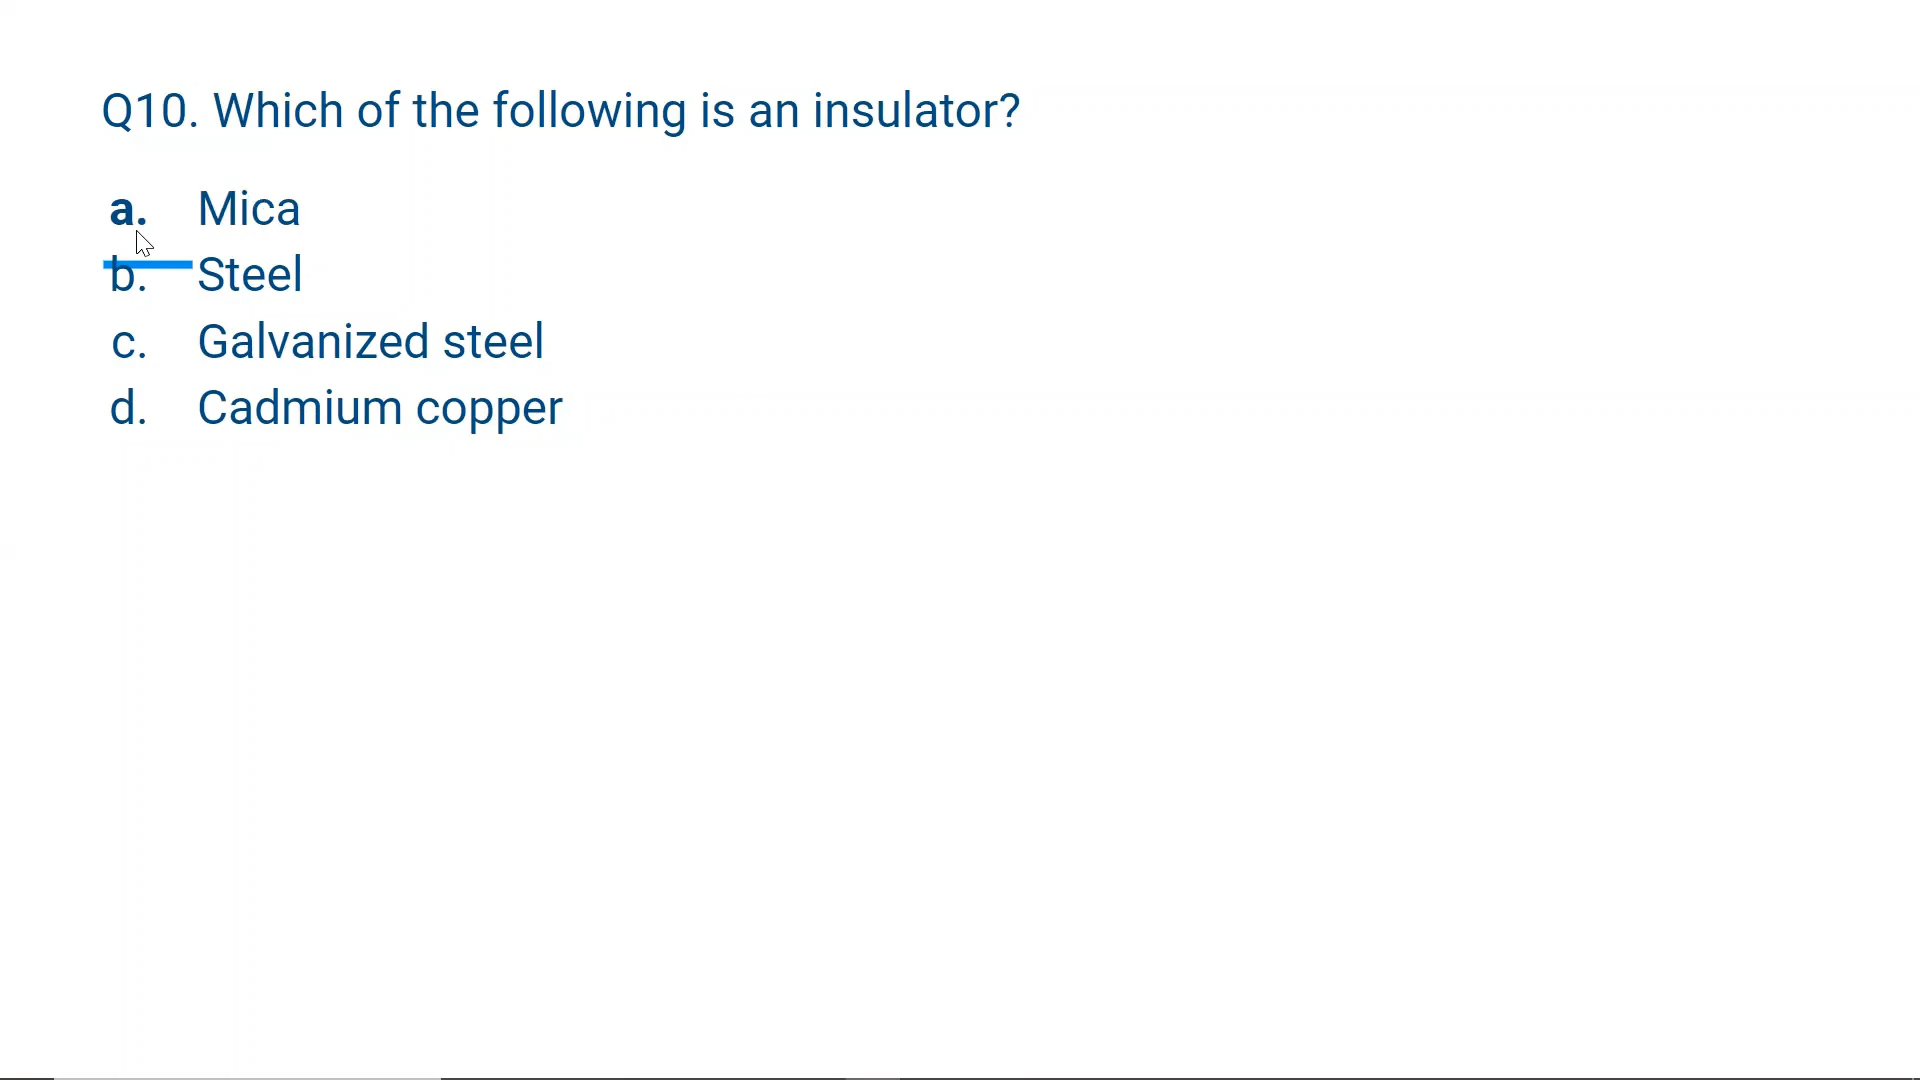 Q10. Which of the following is an insulator?
a. Mica
b. Steel
c. Galvanized steel
d. Cadmium copper